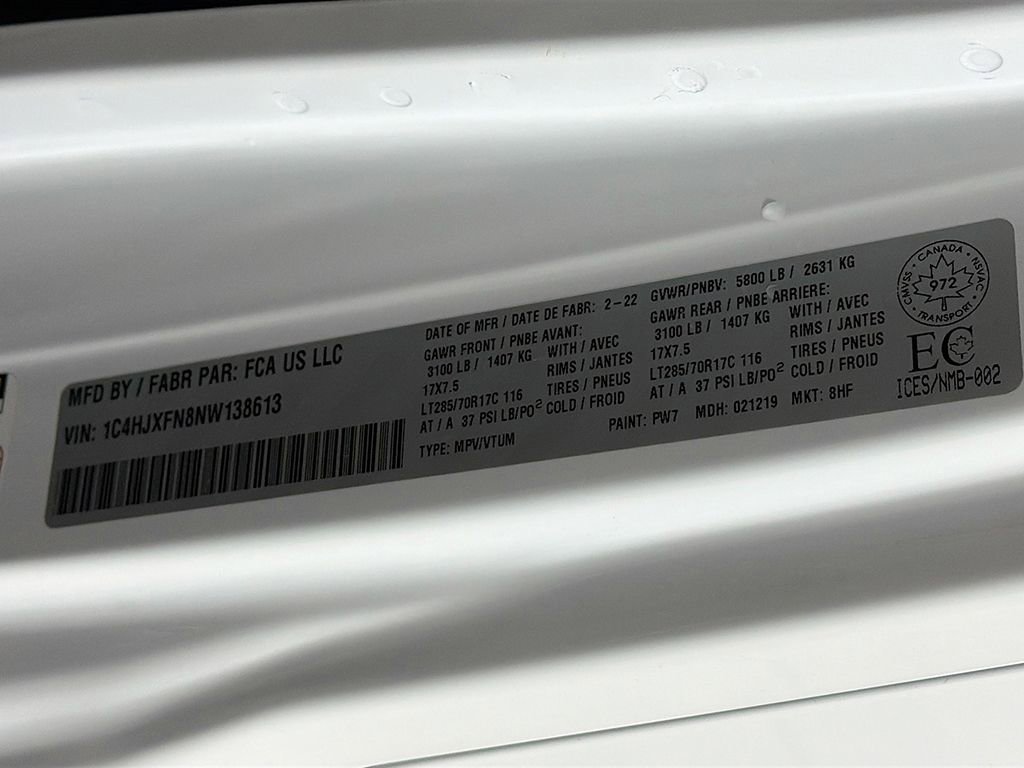 MFD BY / FABR PAR: FCA US LLC
VIN: 1C4HJXFN8NW138613
DATE OF MFR / DATE DE FABR: 2-22
GAWR FRONT / PNBE AVANT:
3100 LB / 1407 KG WITH / AVEC
17X7.5 RIMS / JANTES
LT285/70R17C 116 TIRES / PNEUS
AT / A 37 PSI LB/PO² COLD / FROID
TYPE: MPV/VTUM
GVWR/PNBV: 5800 LB / 2631 KG
GAWR REAR / PNBE ARRIERE:
3100 LB / 1407 KG WITH / AVEC
17X7.5 RIMS / JANTES
LT285/70R17C 116 TIRES / PNEUS
AT / A 37 PSI LB/PO² COLD / FROID
PAINT: PW7 MDH: 021219 MKT: 8HF
CMVSS • CANADA • NSVAC • TRANSPORT •
972
EC
ICES/NMB-002